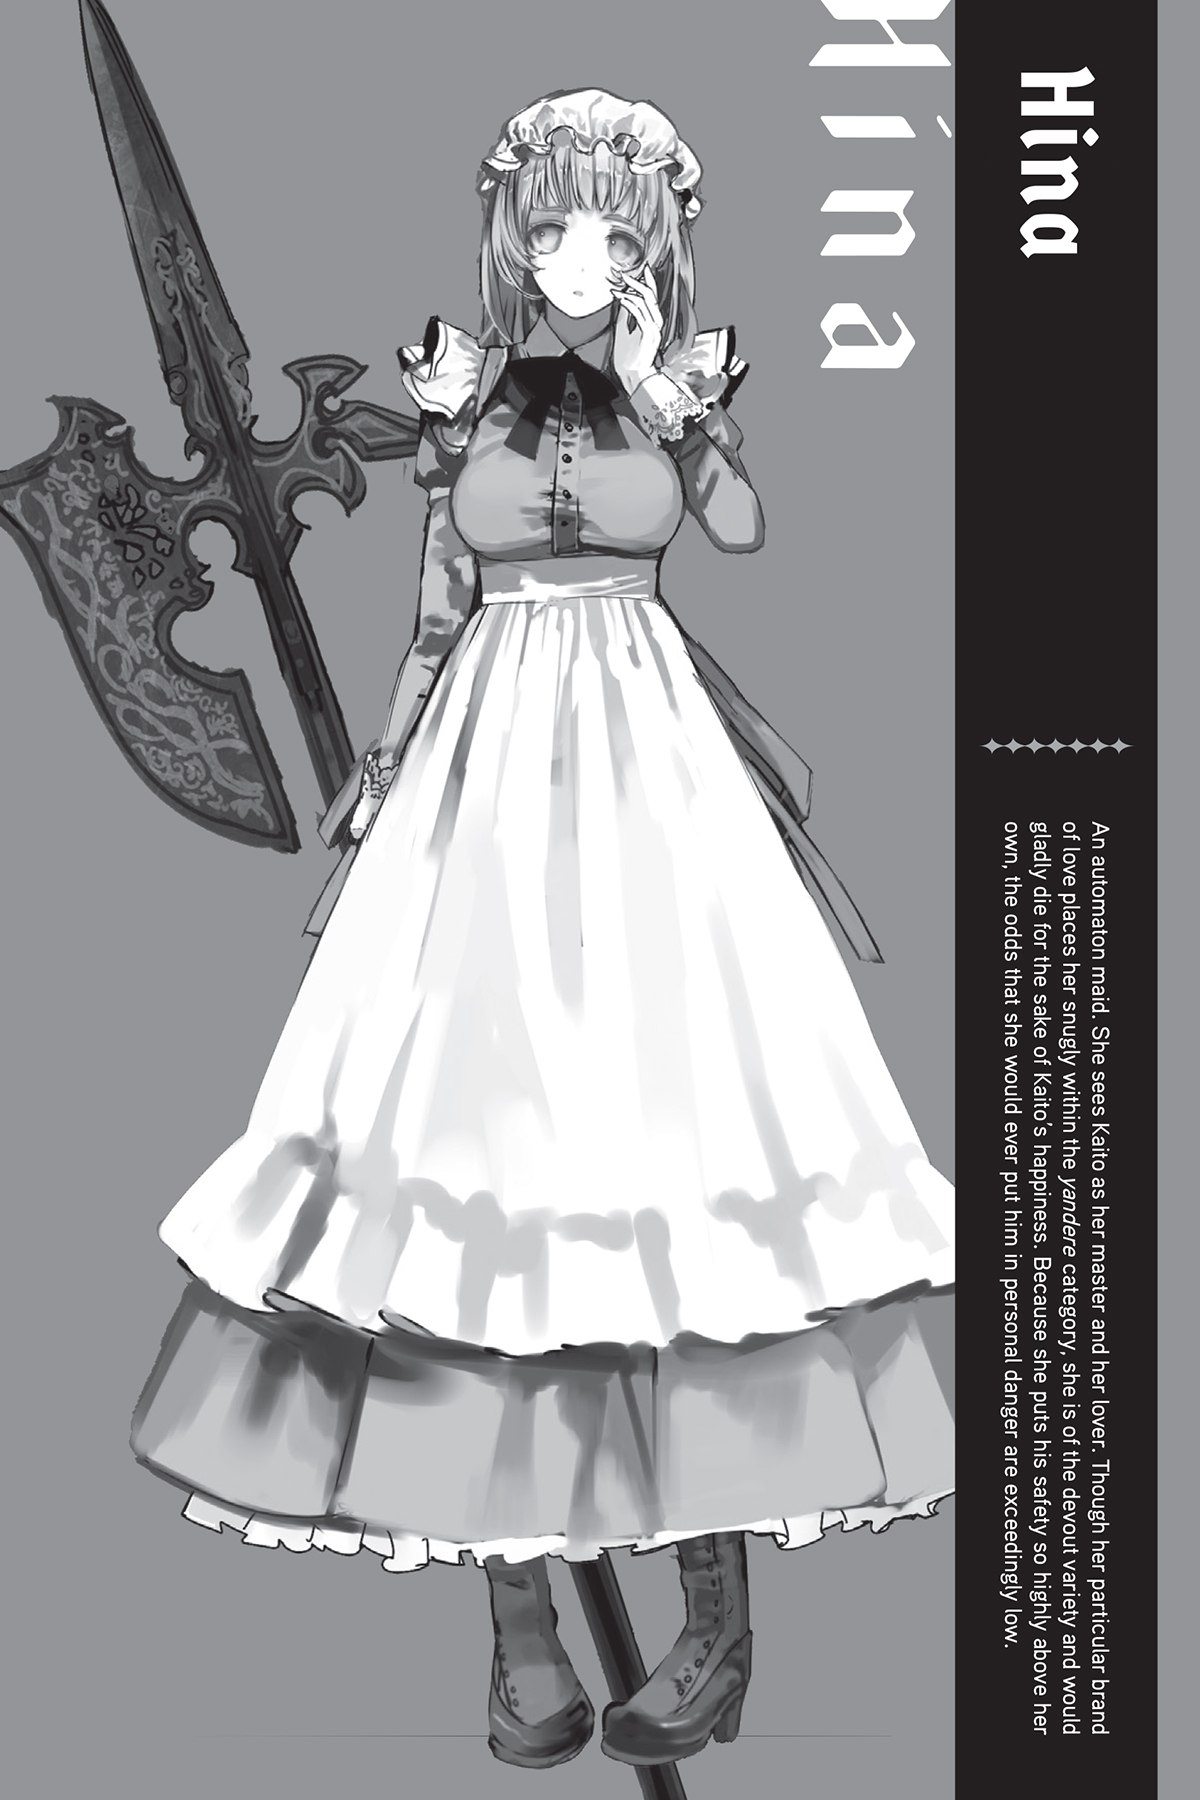 Hina
Hina
An automaton maid. She sees Kaito as her master and her lover. Though her particular brand
of love places her snugly within the yandere category, she is of the devout variety and would
gladly die for the sake of Kaito's happiness. Because she puts his safety so highly above her
own, the odds that she would ever put him in personal danger are exceedingly low.